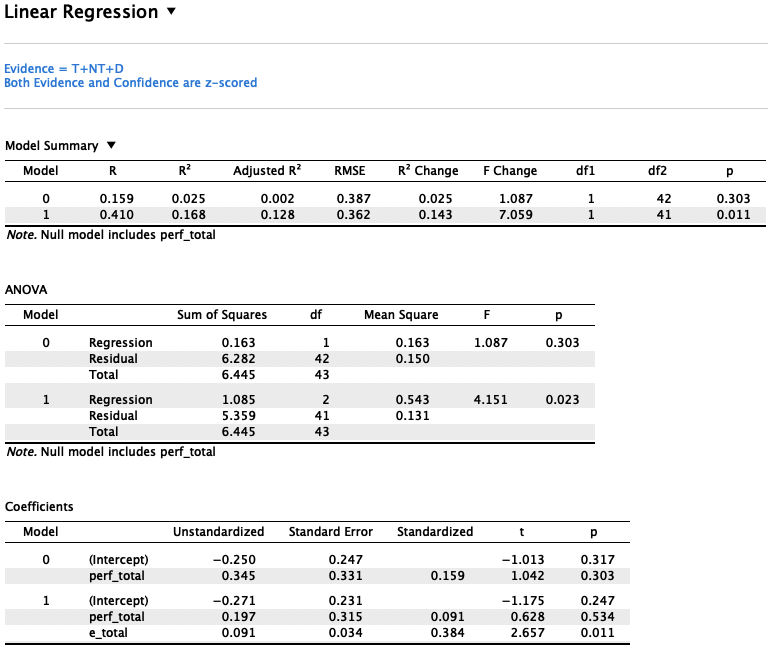 Linear Regression ▼
Evidence = T+NT+D
Both Evidence and Confidence are z-scored
Model Summary ▼
Model R R² Adjusted R² RMSE R² Change F Change df1 df2 p
0 0.159 0.025 0.002 0.387 0.025 1.087 1 42 0.303
1 0.410 0.168 0.128 0.362 0.143 7.059 1 41 0.011
Note. Null model includes perf_total
ANOVA
Model Sum of Squares df Mean Square F p
0 Regression 0.163 1 0.163 1.087 0.303
Residual 6.282 42 0.150
Total 6.445 43
1 Regression 1.085 2 0.543 4.151 0.023
Residual 5.359 41 0.131
Total 6.445 43
Note. Null model includes perf_total
Coefficients
Model Unstandardized Standard Error Standardized t p
0 (Intercept) −0.250 0.247 −1.013 0.317
perf_total 0.345 0.331 0.159 1.042 0.303
1 (Intercept) −0.271 0.231 −1.175 0.247
perf_total 0.197 0.315 0.091 0.628 0.534
e_total 0.091 0.034 0.384 2.657 0.011